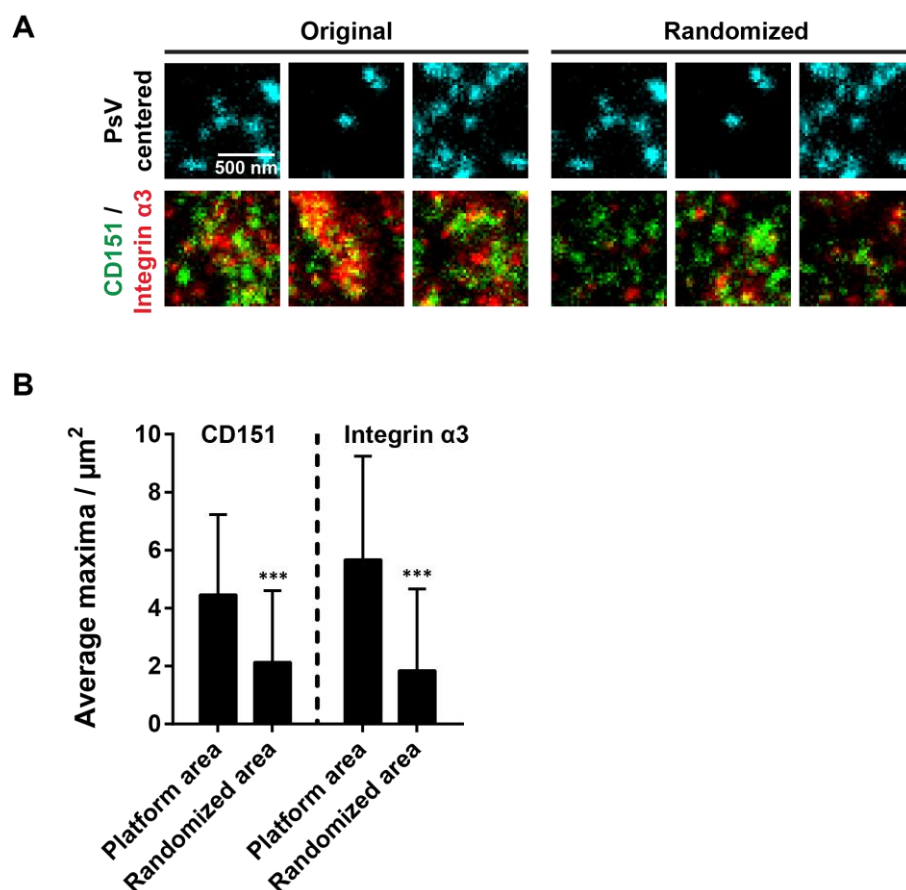 A
Original
Randomized
PsV
centered
500 nm
CD151 /
Integrin α3
B
Average maxima / µm²
10
8
6
4
2
0
CD151
Integrin α3
***
***
Platform area
Randomized area
Platform area
Randomized area